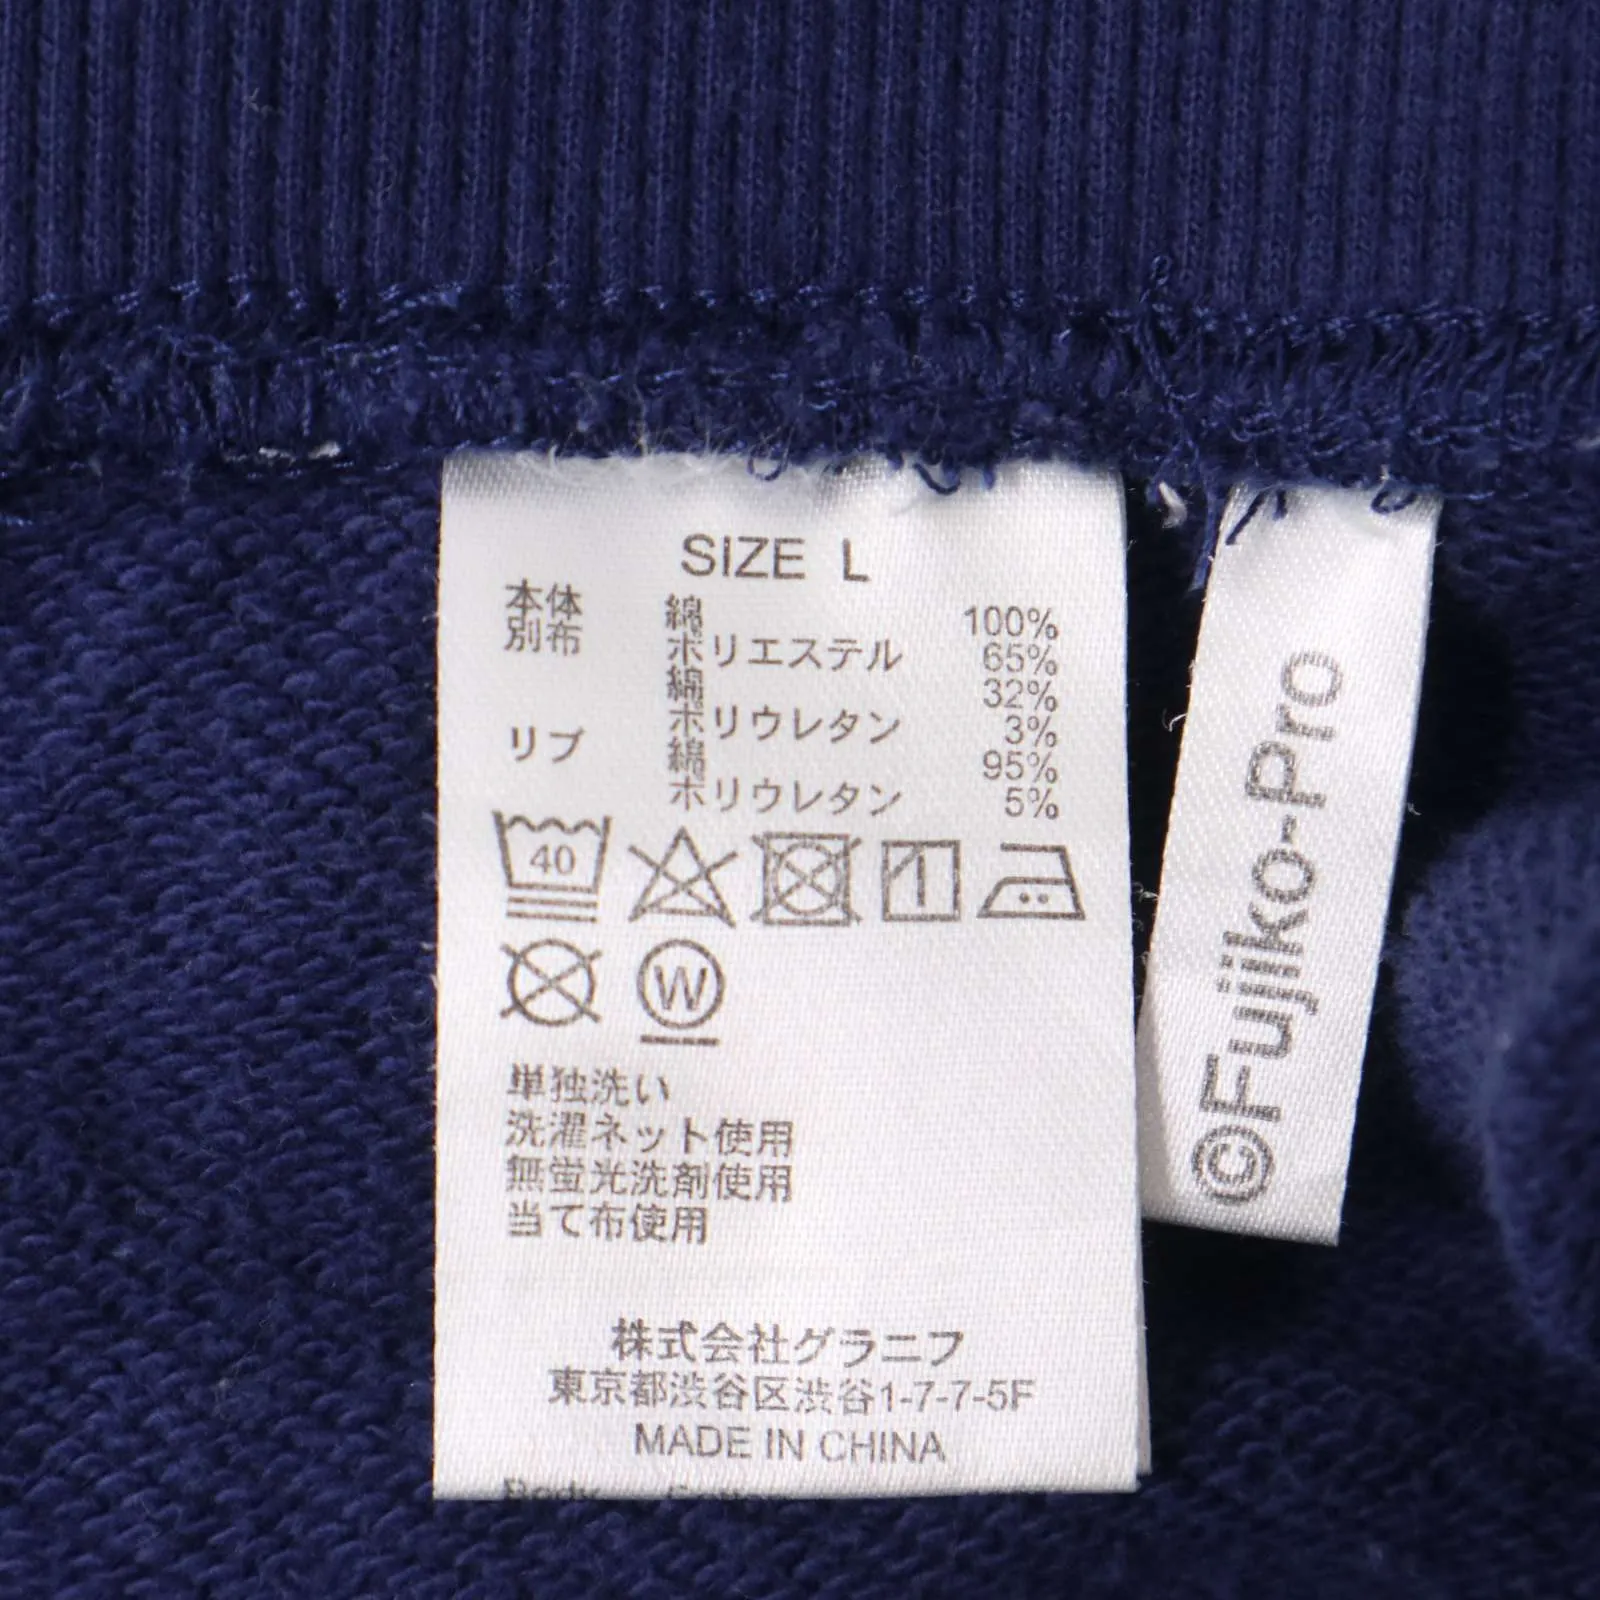 SIZE L
本体 綿 100%
別布 ポリエステル 65%
綿 32%
ポリウレタン 3%
リブ 綿 95%
ポリウレタン 5%
40
W
単独洗い
洗濯ネット使用
無蛍光洗剤使用
当て布使用
株式会社グラニフ
東京都渋谷区渋谷1-7-7-5F
MADE IN CHINA
©Fujiko-Pro